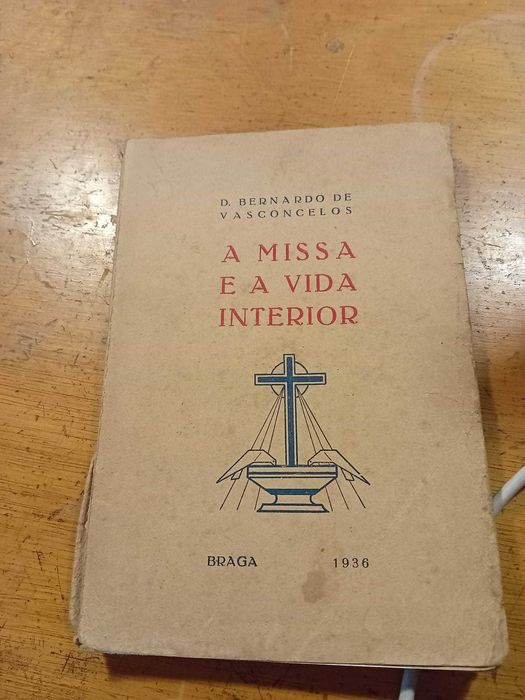 D. BERNARDO DE
VASCONCELOS
A MISSA
E A VIDA
INTERIOR
BRAGA 1936